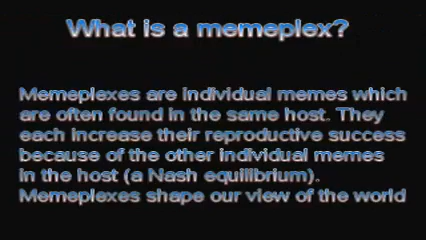 What is a memeplex?
Memeplexes are individual memes which
are often found in the same host. They
each increase their reproductive success
because of the other individual memes
in the host (a Nash equilibrium).
Memeplexes shape our view of the world